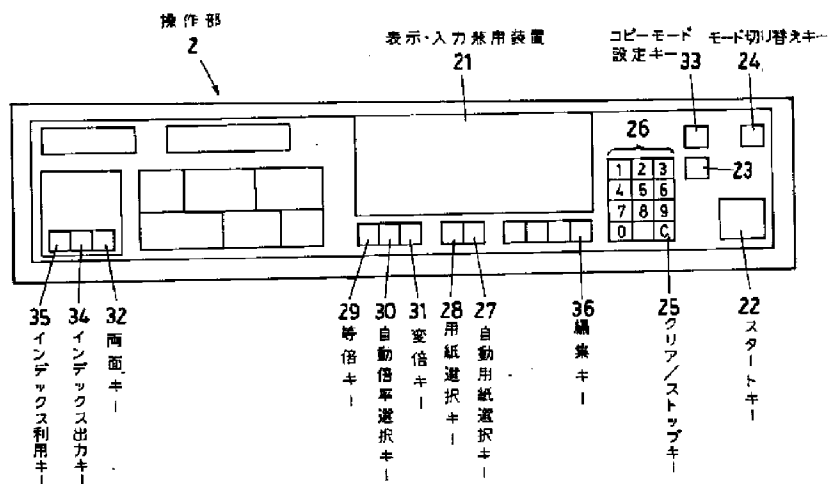 操作部
2
表示・入力兼用装置
21
コピーモード
設定キー
33
モード切り替えキー
24
26
1 2 3
4 5 6
7 8 9
0 C
23
35
インデックス利用キー
34
インデックス出力キー
32
両面キー
29
等倍キー
30
自動倍率選択キー
31
変倍キー
28
用紙選択キー
27
自動用紙選択キー
36
編集キー
25
クリア/ストップキー
22
スタートキー